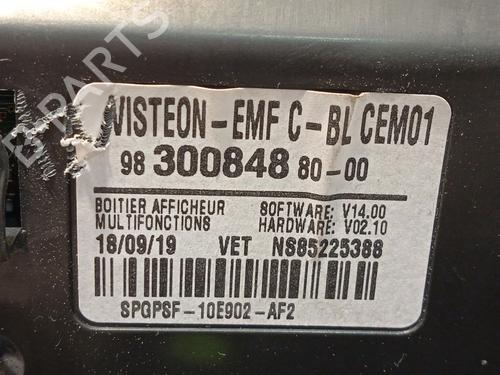 B-PARTS
VISTEON-EMF C-BL CEM01
98 300848 80-00
BOITIER AFFICHEUR SOFTWARE: V14.00
MULTIFONCTIONS HARDWARE: V02.10
18/09/19 VET NS85225388
SPGPSF-10E902-AF2